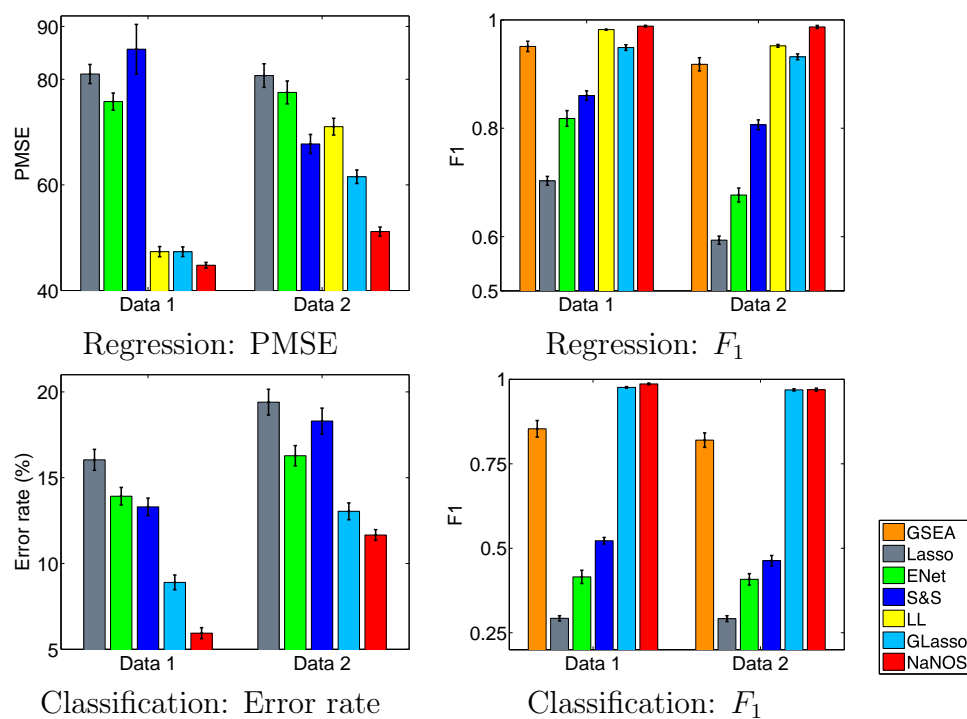 90
80
60
40
PMSE
Data 1
Data 2
Regression: PMSE
1
0.8
0.6
0.5
F1
Data 1
Data 2
Regression: F1
20
15
10
5
Error rate (%)
Data 1
Data 2
Classification: Error rate
1
0.75
0.5
0.25
F1
Data 1
Data 2
Classification: F1
GSEA
Lasso
ENet
S&S
LL
GLasso
NaNOS